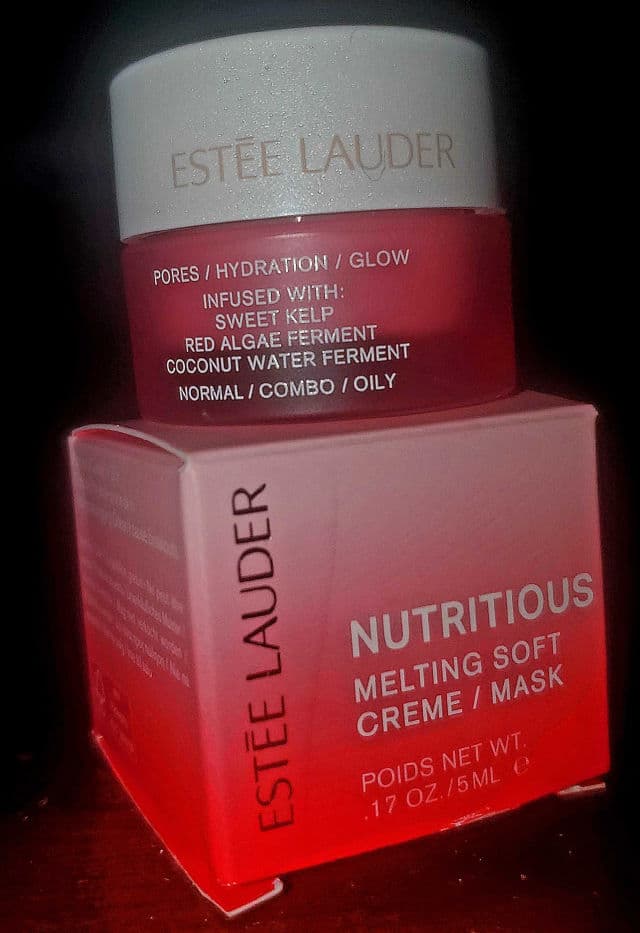 ESTĒE LAUDER
PORES / HYDRATION / GLOW
INFUSED WITH:
SWEET KELP
RED ALGAE FERMENT
COCONUT WATER FERMENT
NORMAL / COMBO / OILY
ESTĒE LAUDER
NUTRITIOUS
MELTING SOFT
CREME / MASK
POIDS NET WT.
.17 OZ./5ML ℮